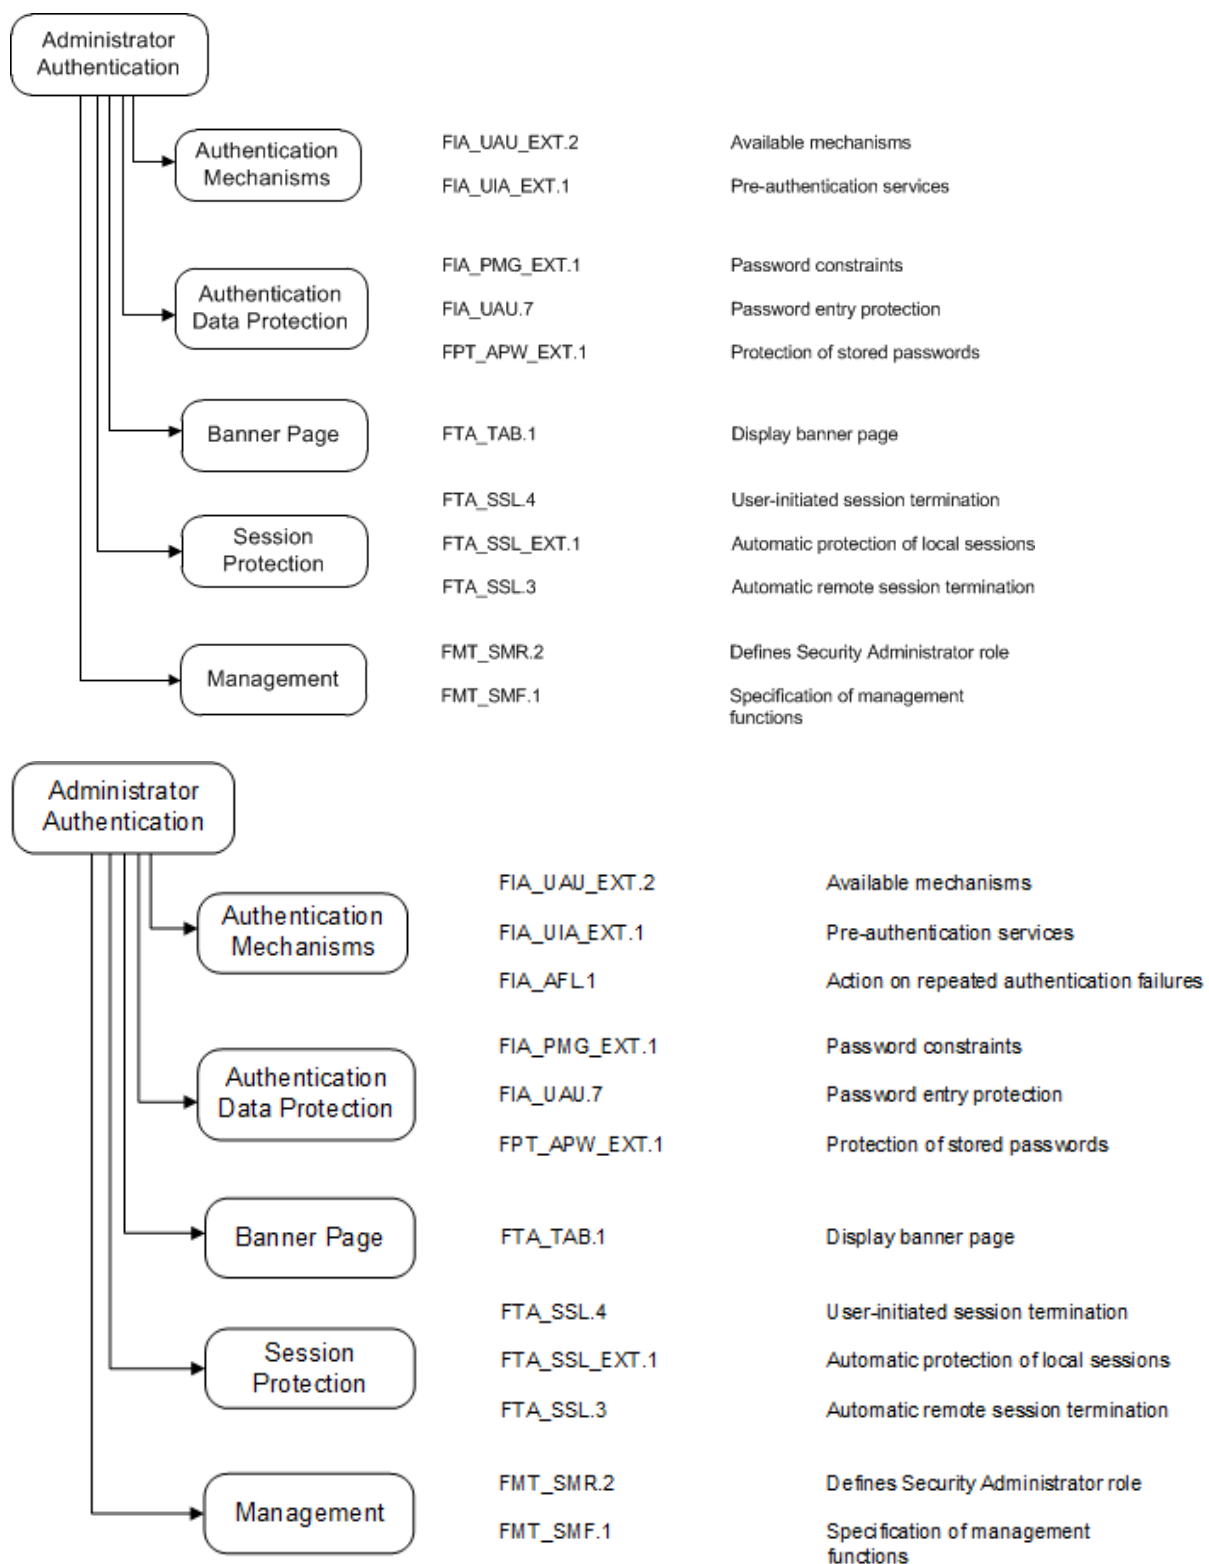 Administrator
Authentication
Authentication
Mechanisms
FIA_UAU_EXT.2 Available mechanisms
FIA_UIA_EXT.1 Pre-authentication services
Authentication
Data Protection
FIA_PMG_EXT.1 Password constraints
FIA_UAU.7 Password entry protection
FPT_APW_EXT.1 Protection of stored passwords
Banner Page
FTA_TAB.1 Display banner page
Session
Protection
FTA_SSL.4 User-initiated session termination
FTA_SSL_EXT.1 Automatic protection of local sessions
FTA_SSL.3 Automatic remote session termination
Management
FMT_SMR.2 Defines Security Administrator role
FMT_SMF.1 Specification of management
functions
Administrator
Authentication
Authentication
Mechanisms
FIA_UAU_EXT.2 Available mechanisms
FIA_UIA_EXT.1 Pre-authentication services
FIA_AFL.1 Action on repeated authentication failures
Authentication
Data Protection
FIA_PMG_EXT.1 Password constraints
FIA_UAU.7 Password entry protection
FPT_APW_EXT.1 Protection of stored passwords
Banner Page
FTA_TAB.1 Display banner page
Session
Protection
FTA_SSL.4 User-initiated session termination
FTA_SSL_EXT.1 Automatic protection of local sessions
FTA_SSL.3 Automatic remote session termination
Management
FMT_SMR.2 Defines Security Administrator role
FMT_SMF.1 Specification of management
functions